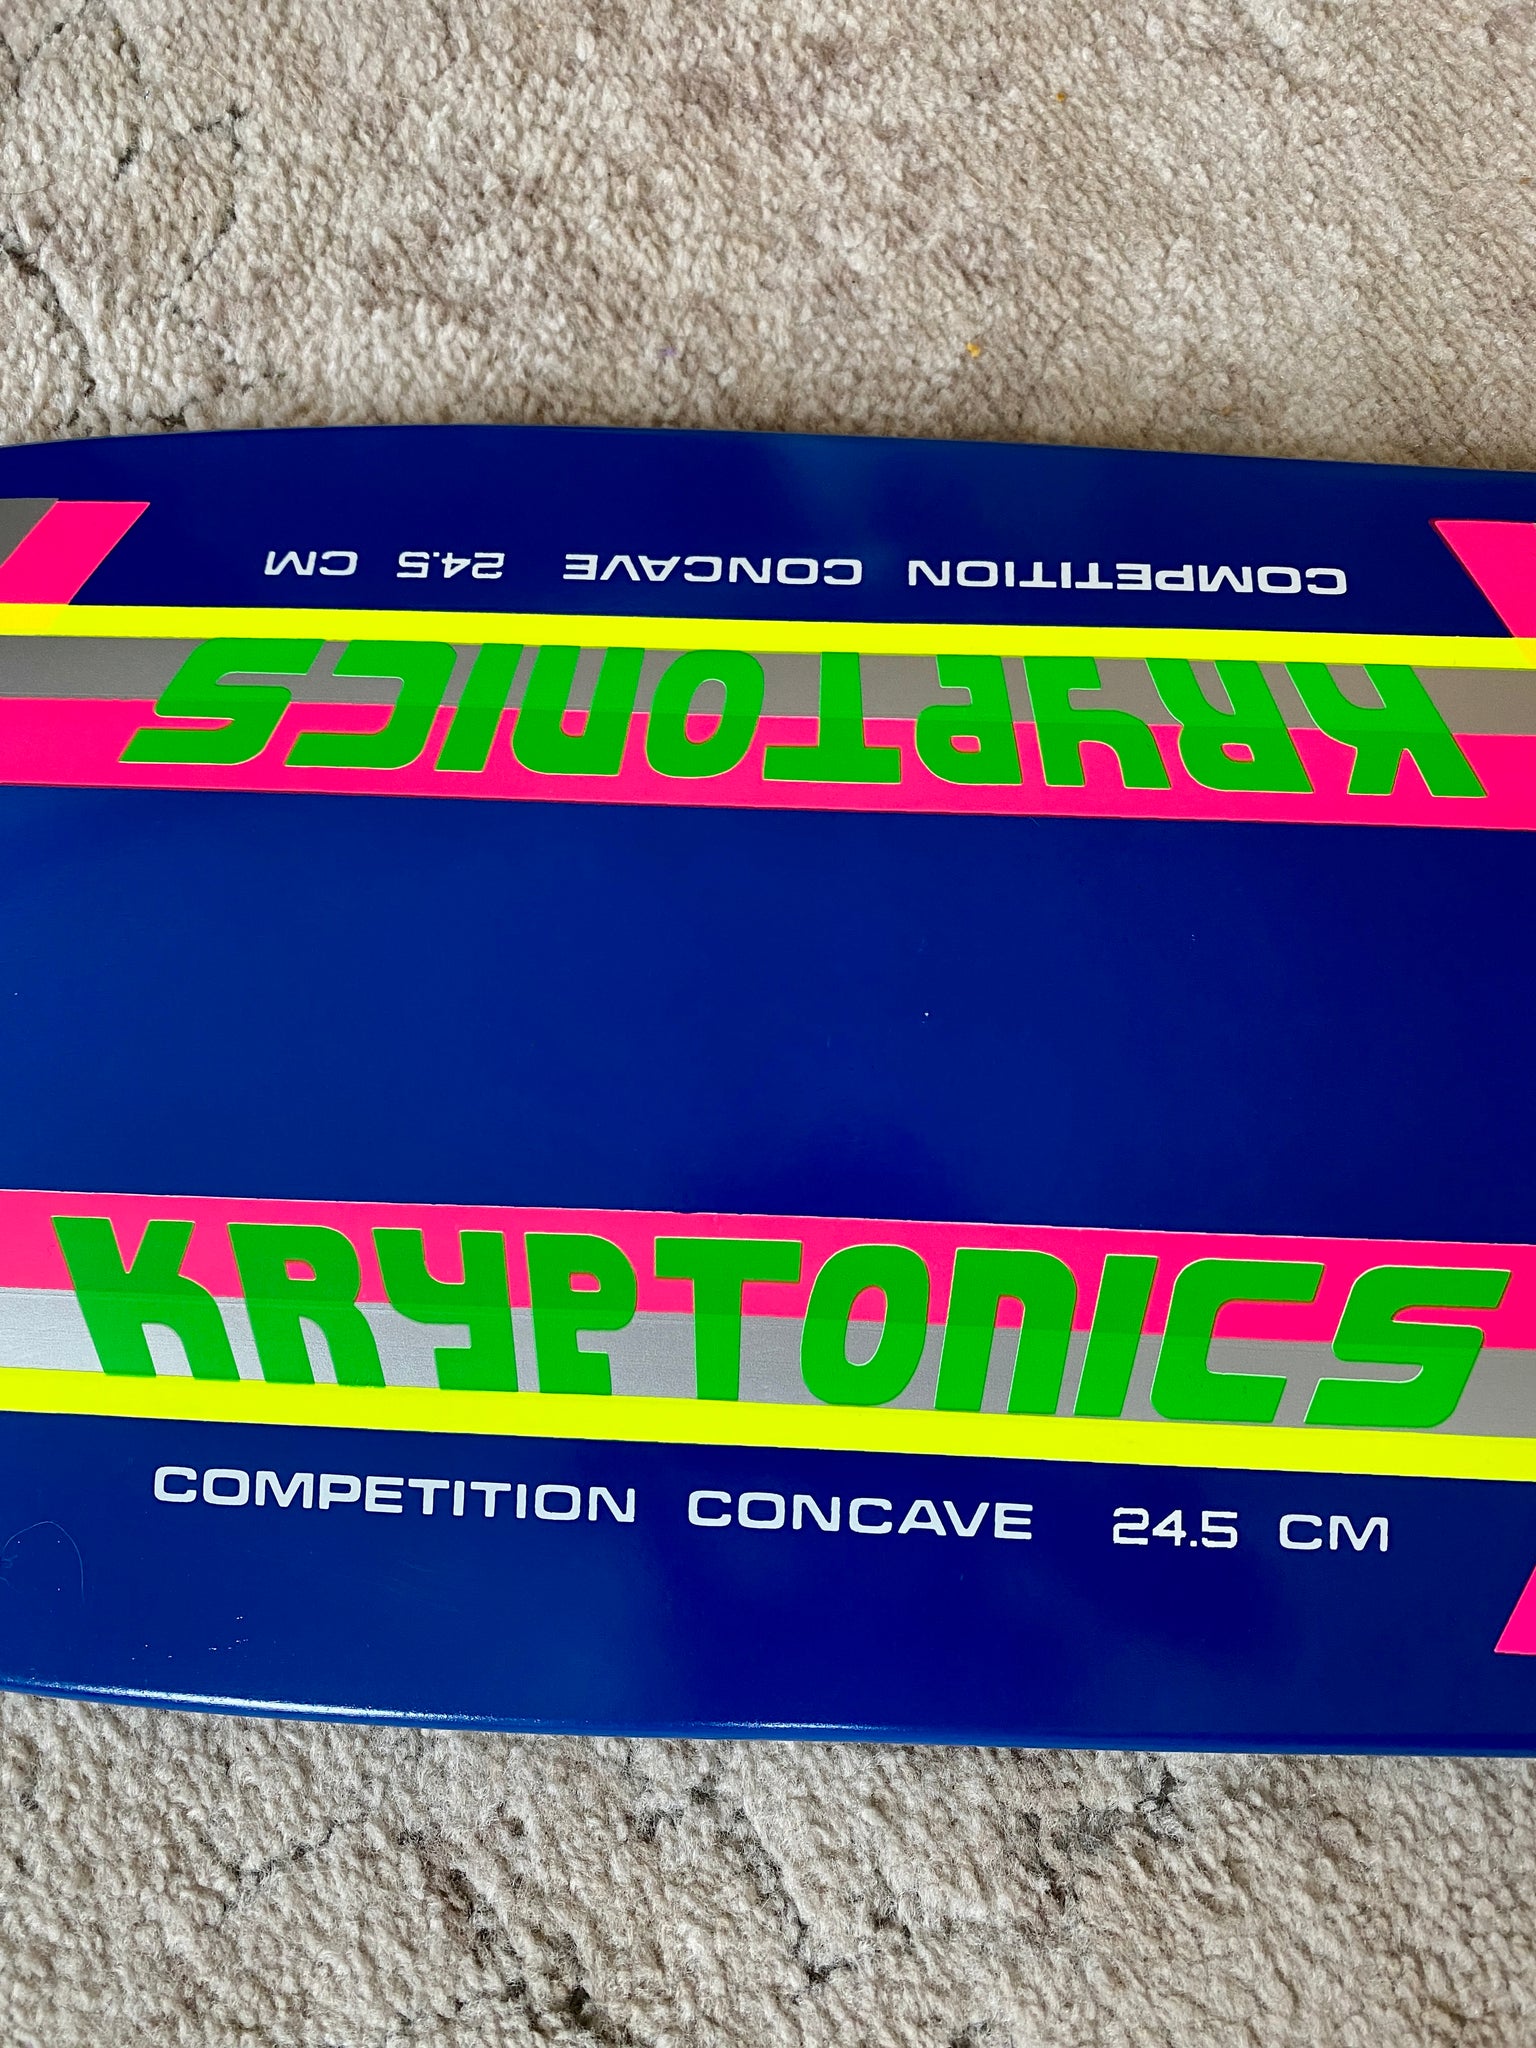 COMPETITION CONCAVE 24.5 CM
KRYPTONICS
KRYPTONICS
COMPETITION CONCAVE 24.5 CM